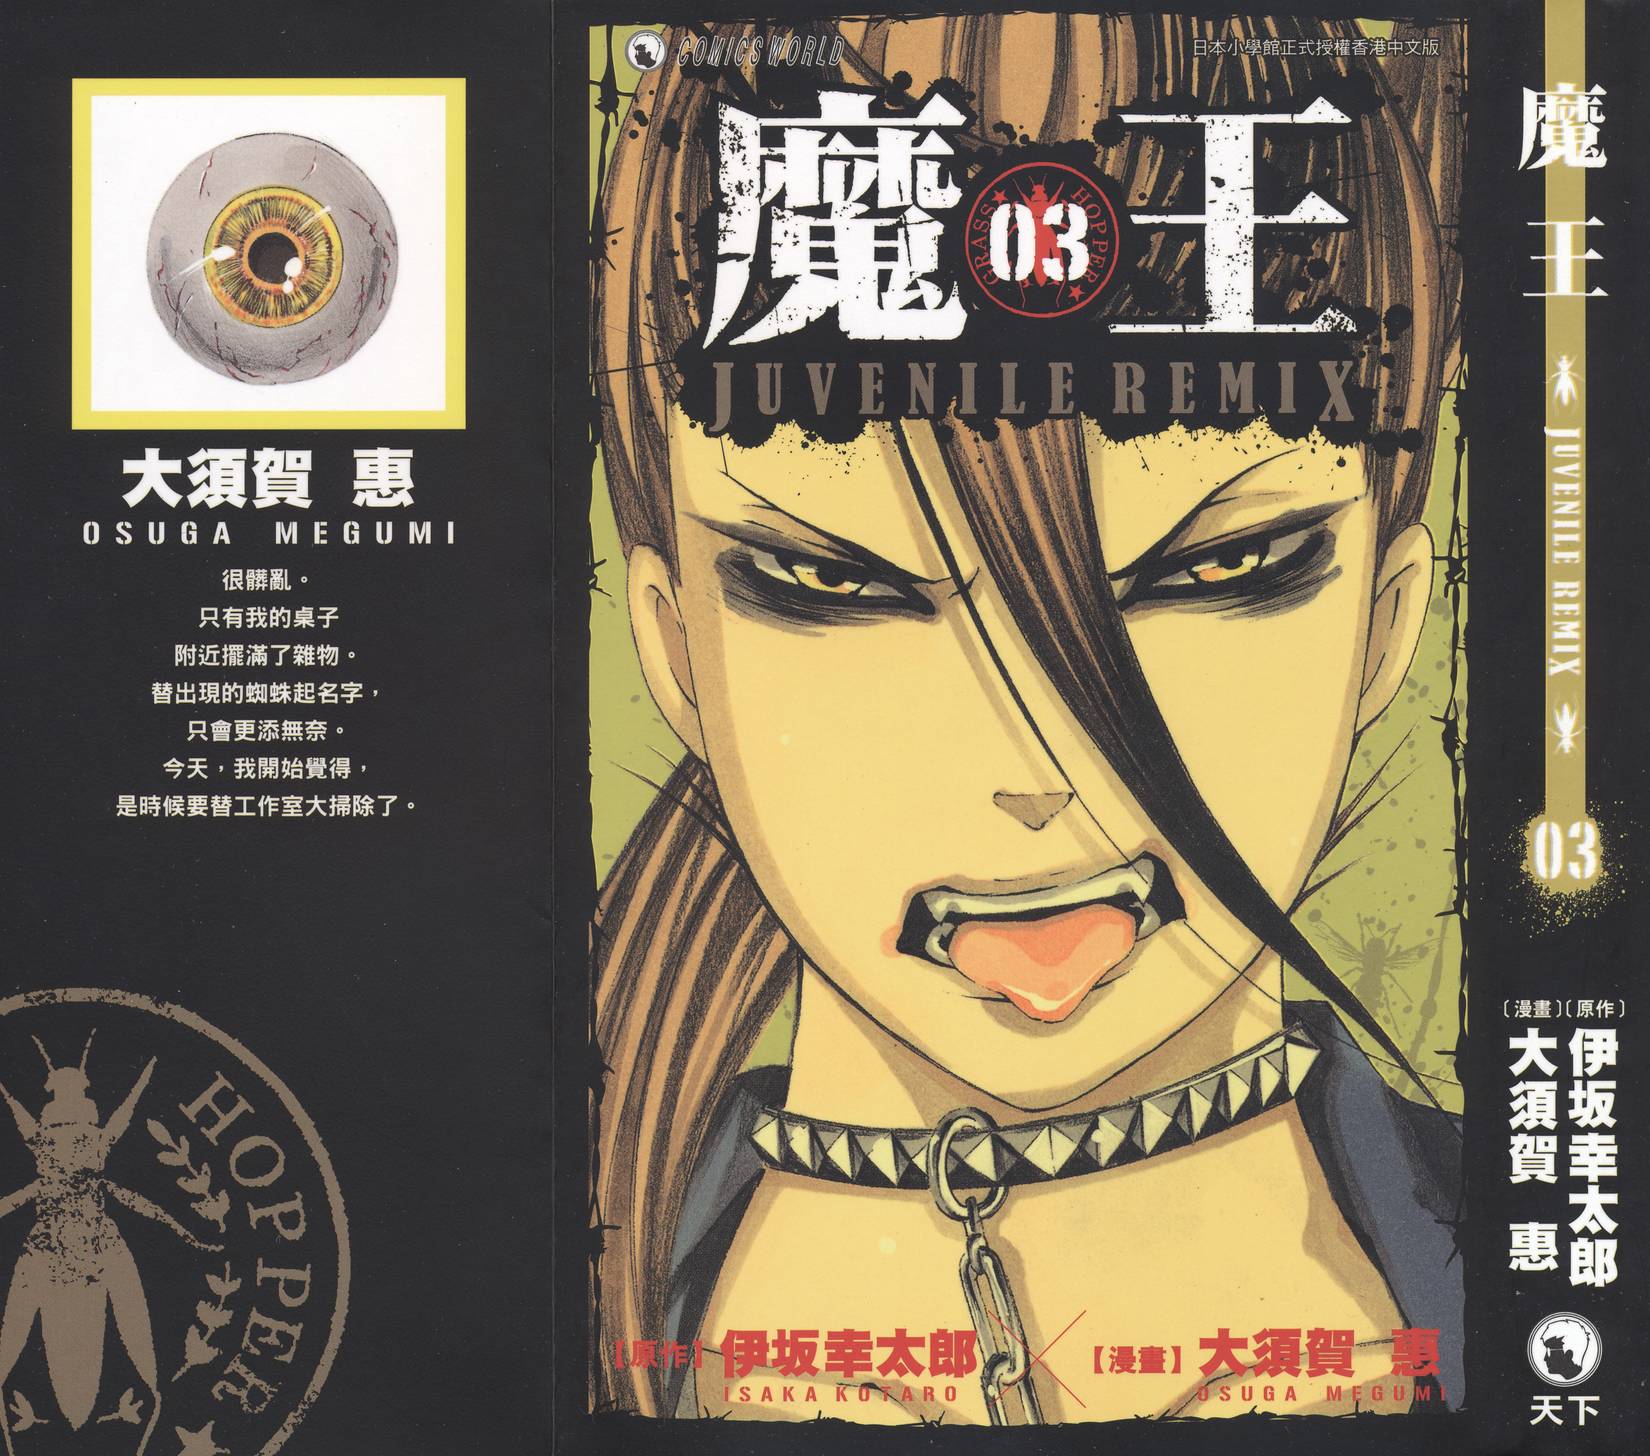 大須賀 惠
OSUGA MEGUMI
很髒亂。
只有我的桌子
附近擺滿了雜物。
替出現的蜘蛛起名字，
只會更添無奈。
今天，我開始覺得，
是時候要替工作室大掃除了。
HOPPER
COMICS WORLD
日本小學館正式授權香港中文版
魔王
GRASS HOPPER
03
JUVENILE REMIX
【原作】伊坂幸太郎
ISAKA KOTARO
×
【漫畫】大須賀 惠
OSUGA MEGUMI
魔王
JUVENILE REMIX
03
〔原作〕
伊坂幸太郎
〔漫畫〕
大須賀 惠
天下